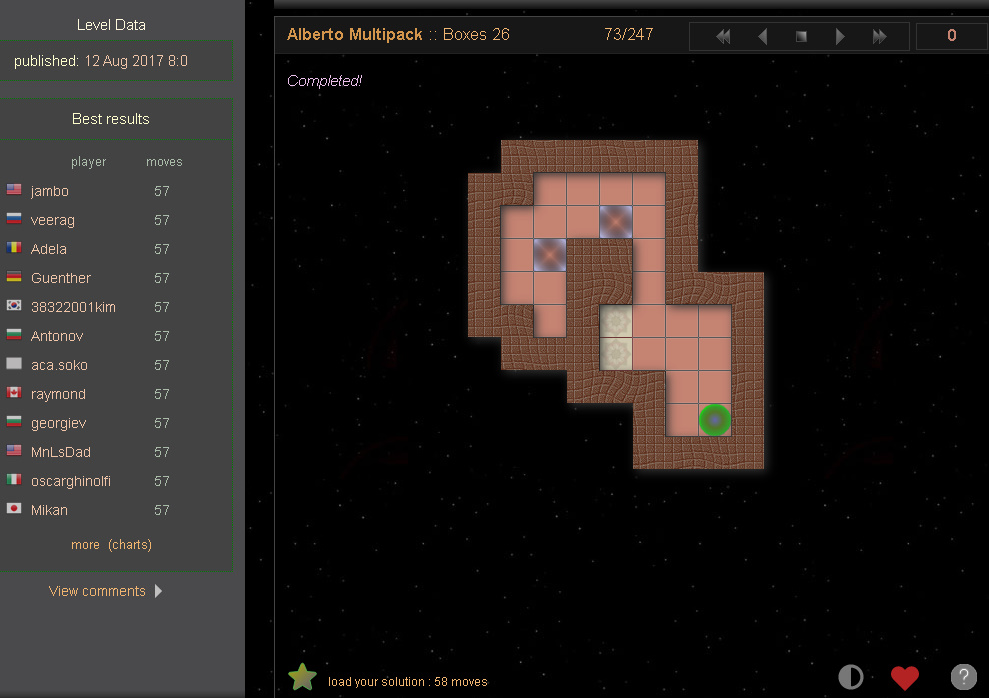 Level Data
published: 12 Aug 2017 8:0
Best results
player moves
jambo 57
veerag 57
Adela 57
Guenther 57
38322001kim 57
Antonov 57
aca.soko 57
raymond 57
georgiev 57
MnLsDad 57
oscarghinolfi 57
Mikan 57
more (charts)
View comments
Alberto Multipack :: Boxes 26 73/247 0
Completed!
load your solution : 58 moves
?